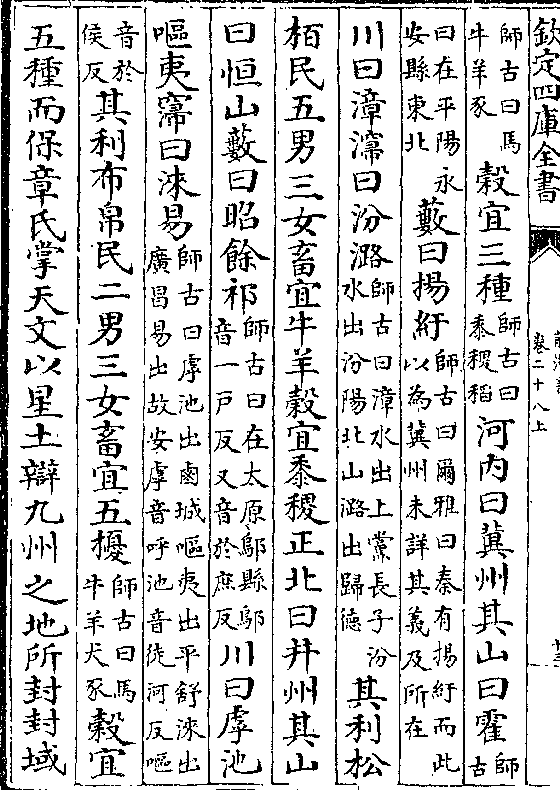 欽定四庫全書
卷二十八上
師古曰馬牛羊豕穀宜三種師古曰黍稷稻河内曰冀州其山曰霍師古
曰在平陽永安縣東北藪曰揚紆師古曰爾雅曰秦有揚紆而此以為冀州未詳其義及所在
川曰漳濅曰汾潞師古曰漳水出上黨長子汾水出汾陽北山潞出歸德其利松
栢民五男三女畜宜牛羊穀宜黍稷正北曰并州其山
曰恒山藪曰昭餘祁師古曰在太原鄔縣鄔音一戸反又音於庶反川曰虖池
嘔夷寖曰淶易師古曰虖池出鹵城嘔夷出平舒淶出廣昌易出故安虖音呼池音徒河反嘔
音於侯反其利布帛民二男三女畜宜五擾師古曰馬牛羊犬豕穀宜
五種而保章氏掌天文以星土辯九州之地所封封域